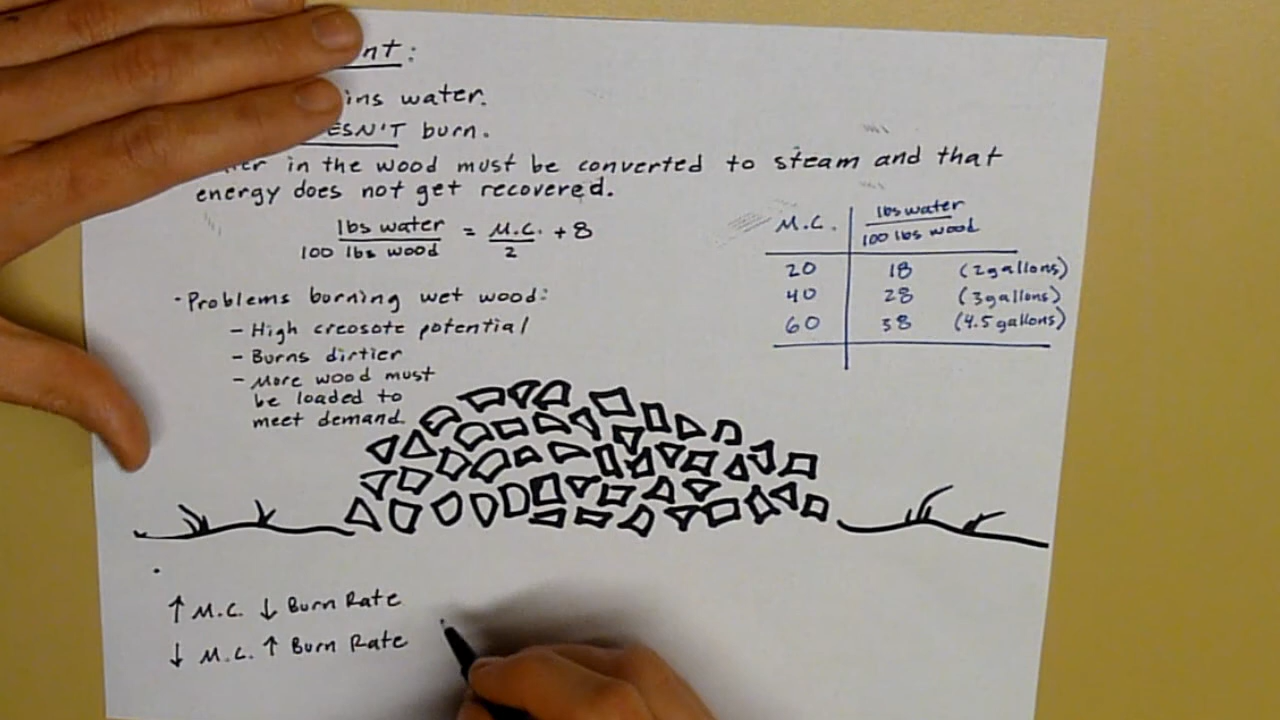 nt:
ins water.
ESN'T burn.
in the wood must be converted to steam and that
energy does not get recovered.
lbs water
100 lbs wood
= M.C. + 8
2
M.C.
lbs water
100 lbs wood
20 18 (2 gallons)
40 28 (3 gallons)
60 38 (4.5 gallons)
· Problems burning wet wood:
- High creosote potential
- Burns dirtier
- More wood must
be loaded to
meet demand.
↑ M.C. ↓ Burn Rate
↓ M.C. ↑ Burn Rate